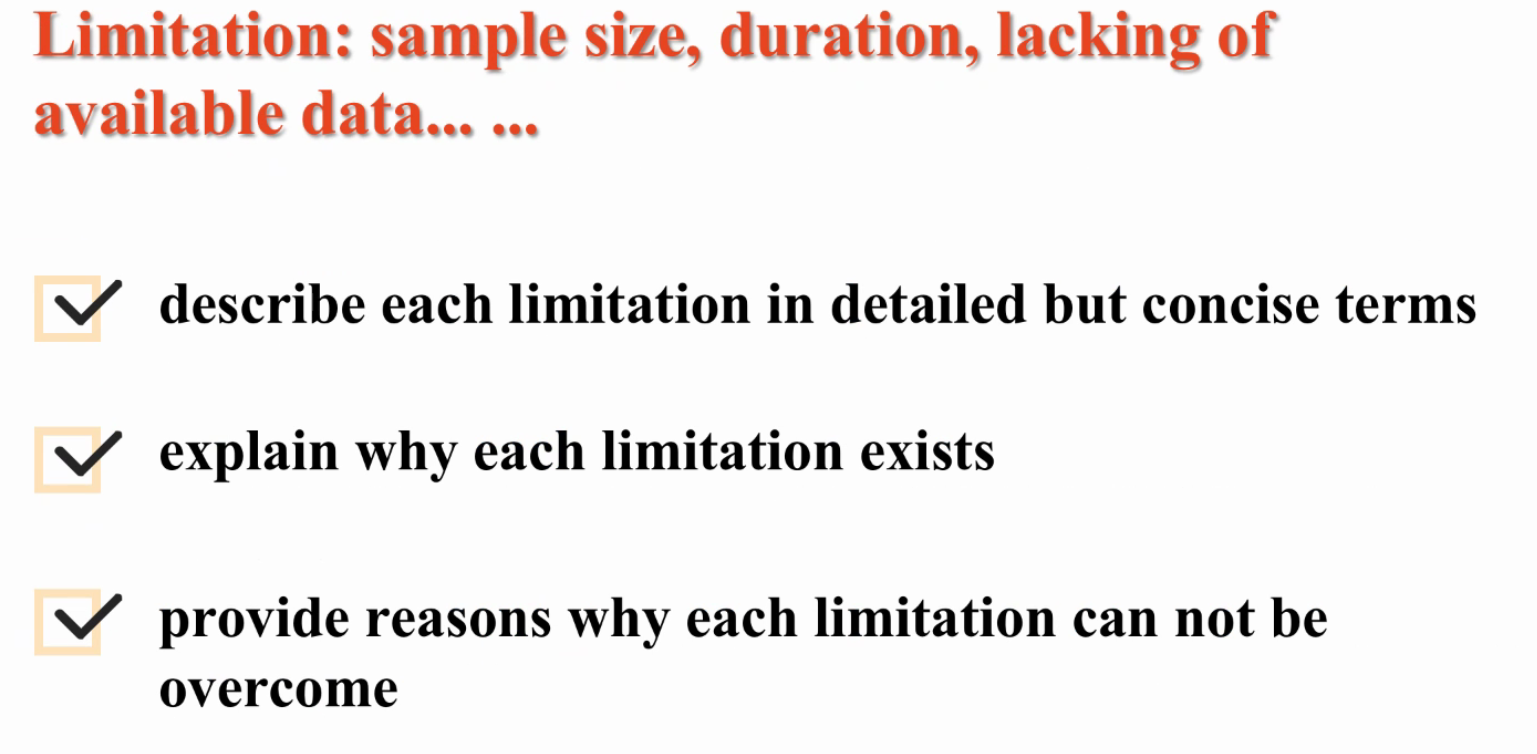 Limitation: sample size, duration, lacking of
available data... ...
describe each limitation in detailed but concise terms
explain why each limitation exists
provide reasons why each limitation can not be
overcome